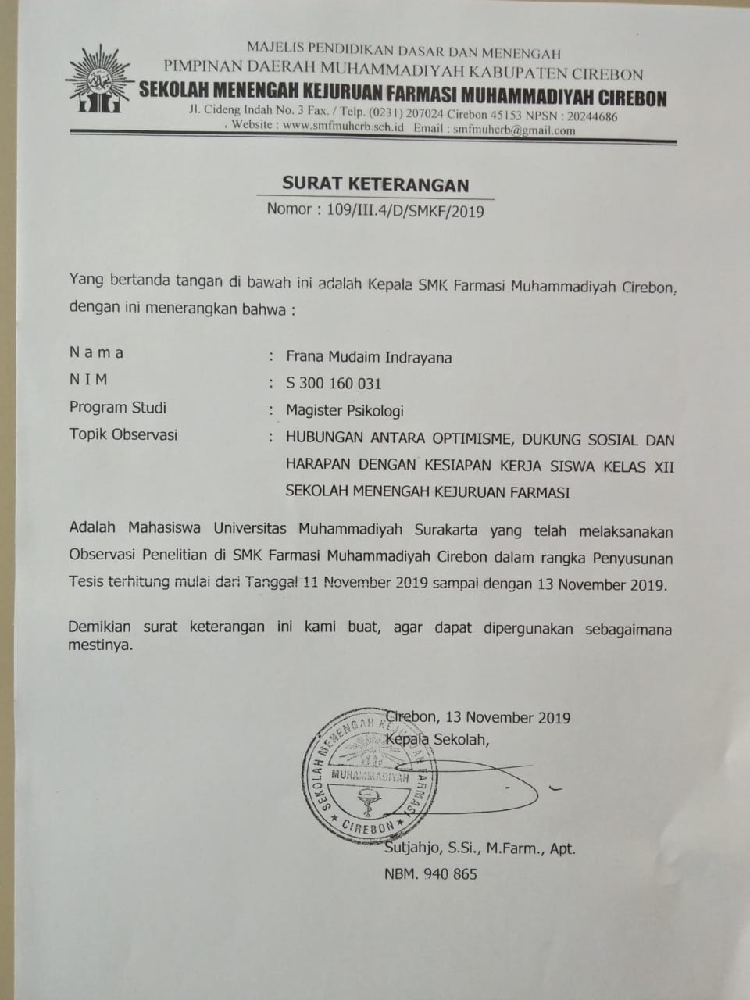 MAJELIS PENDIDIKAN DASAR DAN MENENGAH
PIMPINAN DAERAH MUHAMMADIYAH KABUPATEN CIREBON
SEKOLAH MENENGAH KEJURUAN FARMASI MUHAMMADIYAH CIREBON
Jl. Cideng Indah No. 3 Fax. / Telp. (0231) 207024 Cirebon 45153 NPSN : 20244686
Website : www.smfmuhcrb.sch.id Email : smfmuhcrb@gmail.com
SURAT KETERANGAN
Nomor : 109/III.4/D/SMKF/2019
Yang bertanda tangan di bawah ini adalah Kepala SMK Farmasi Muhammadiyah Cirebon,
dengan ini menerangkan bahwa :
N a m a : Frana Mudaim Indrayana
N I M : S 300 160 031
Program Studi : Magister Psikologi
Topik Observasi : HUBUNGAN ANTARA OPTIMISME, DUKUNG SOSIAL DAN
HARAPAN DENGAN KESIAPAN KERJA SISWA KELAS XII
SEKOLAH MENENGAH KEJURUAN FARMASI
Adalah Mahasiswa Universitas Muhammadiyah Surakarta yang telah melaksanakan
Observasi Penelitian di SMK Farmasi Muhammadiyah Cirebon dalam rangka Penyusunan
Tesis terhitung mulai dari Tanggal 11 November 2019 sampai dengan 13 November 2019.
Demikian surat keterangan ini kami buat, agar dapat dipergunakan sebagaimana
mestinya.
Cirebon, 13 November 2019
Kepala Sekolah,
SEKOLAH MENENGAH KEJURUAN FARMASI
MUHAMMADIYAH
★ CIREBON ★
Sutjahjo, S.Si., M.Farm., Apt.
NBM. 940 865